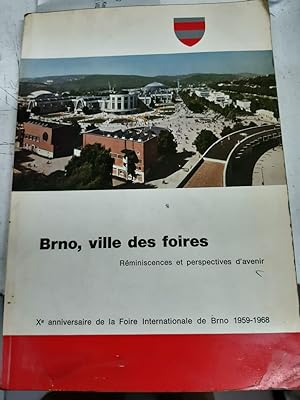 Brno, ville des foires
Réminiscences et perspectives d'avenir
Xe anniversaire de la Foire Internationale de Brno 1959-1968